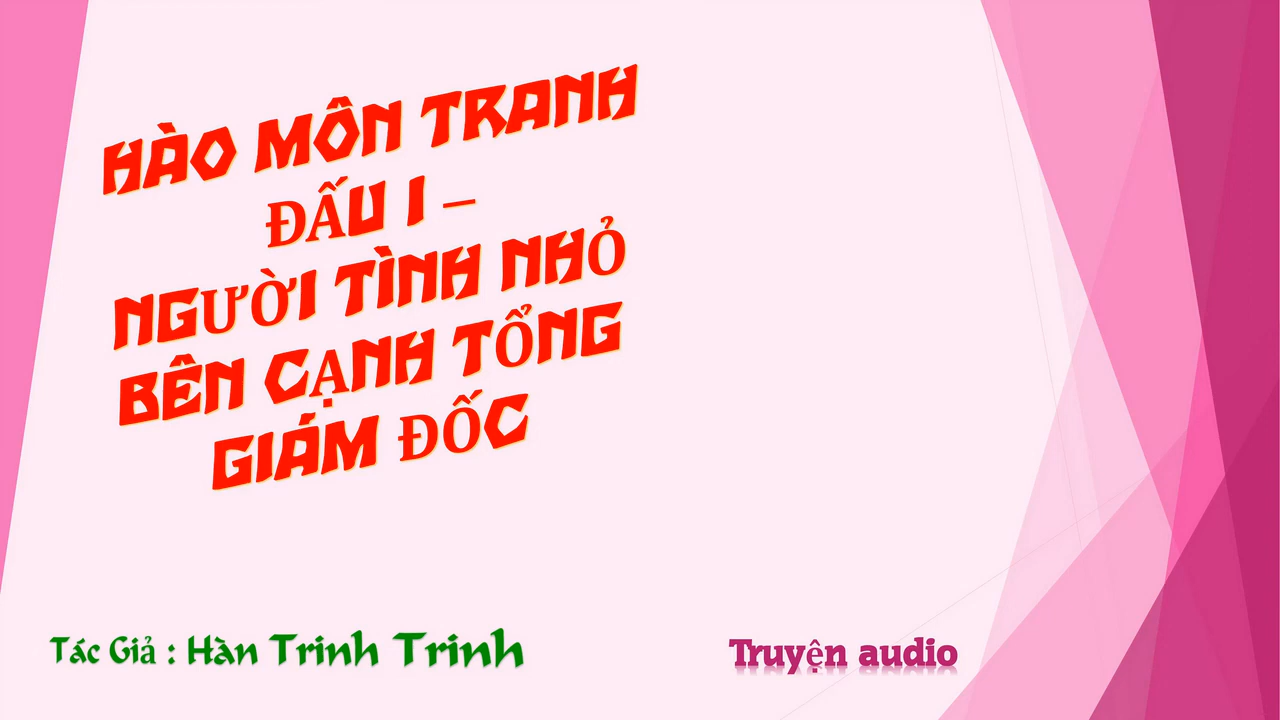 HÀO MÔN TRANH
ĐẤU I –
NGƯỜI TÌNH NHỎ
BÊN CẠNH TỔNG
GIÁM ĐỐC
Tác Giả : Hàn Trinh Trinh
Truyện audio